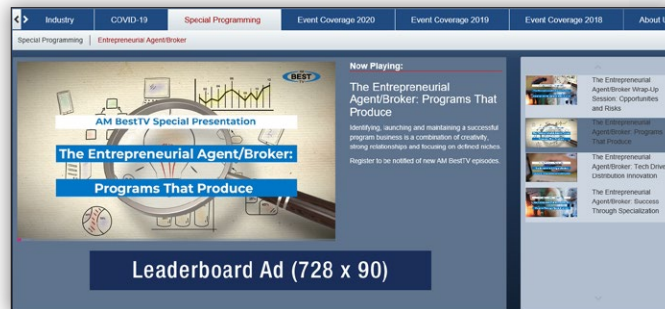 Industry
COVID-19
Special Programming
Event Coverage 2020
Event Coverage 2019
Event Coverage 2018
About U
Special Programming
Entrepreneurial Agent/Broker
BEST
AM BestTV Special Presentation
The Entrepreneurial Agent/Broker:
Programs That Produce
Now Playing:
The Entrepreneurial
Agent/Broker: Programs That
Produce
Identifying, launching and maintaining a successful
program business is a combination of creativity,
strong relationships and focusing on defined niches.
Register to be notified of new AM BestTV episodes.
The Entrepreneurial
Agent/Broker Wrap-Up
Session: Opportunities
and Risks
The Entrepreneurial
Agent/Broker: Programs
That Produce
The Entrepreneurial
Agent/Broker: Tech Drive
Distribution Innovation
The Entrepreneurial
Agent/Broker: Success
Through Specialization
Leaderboard Ad (728 x 90)